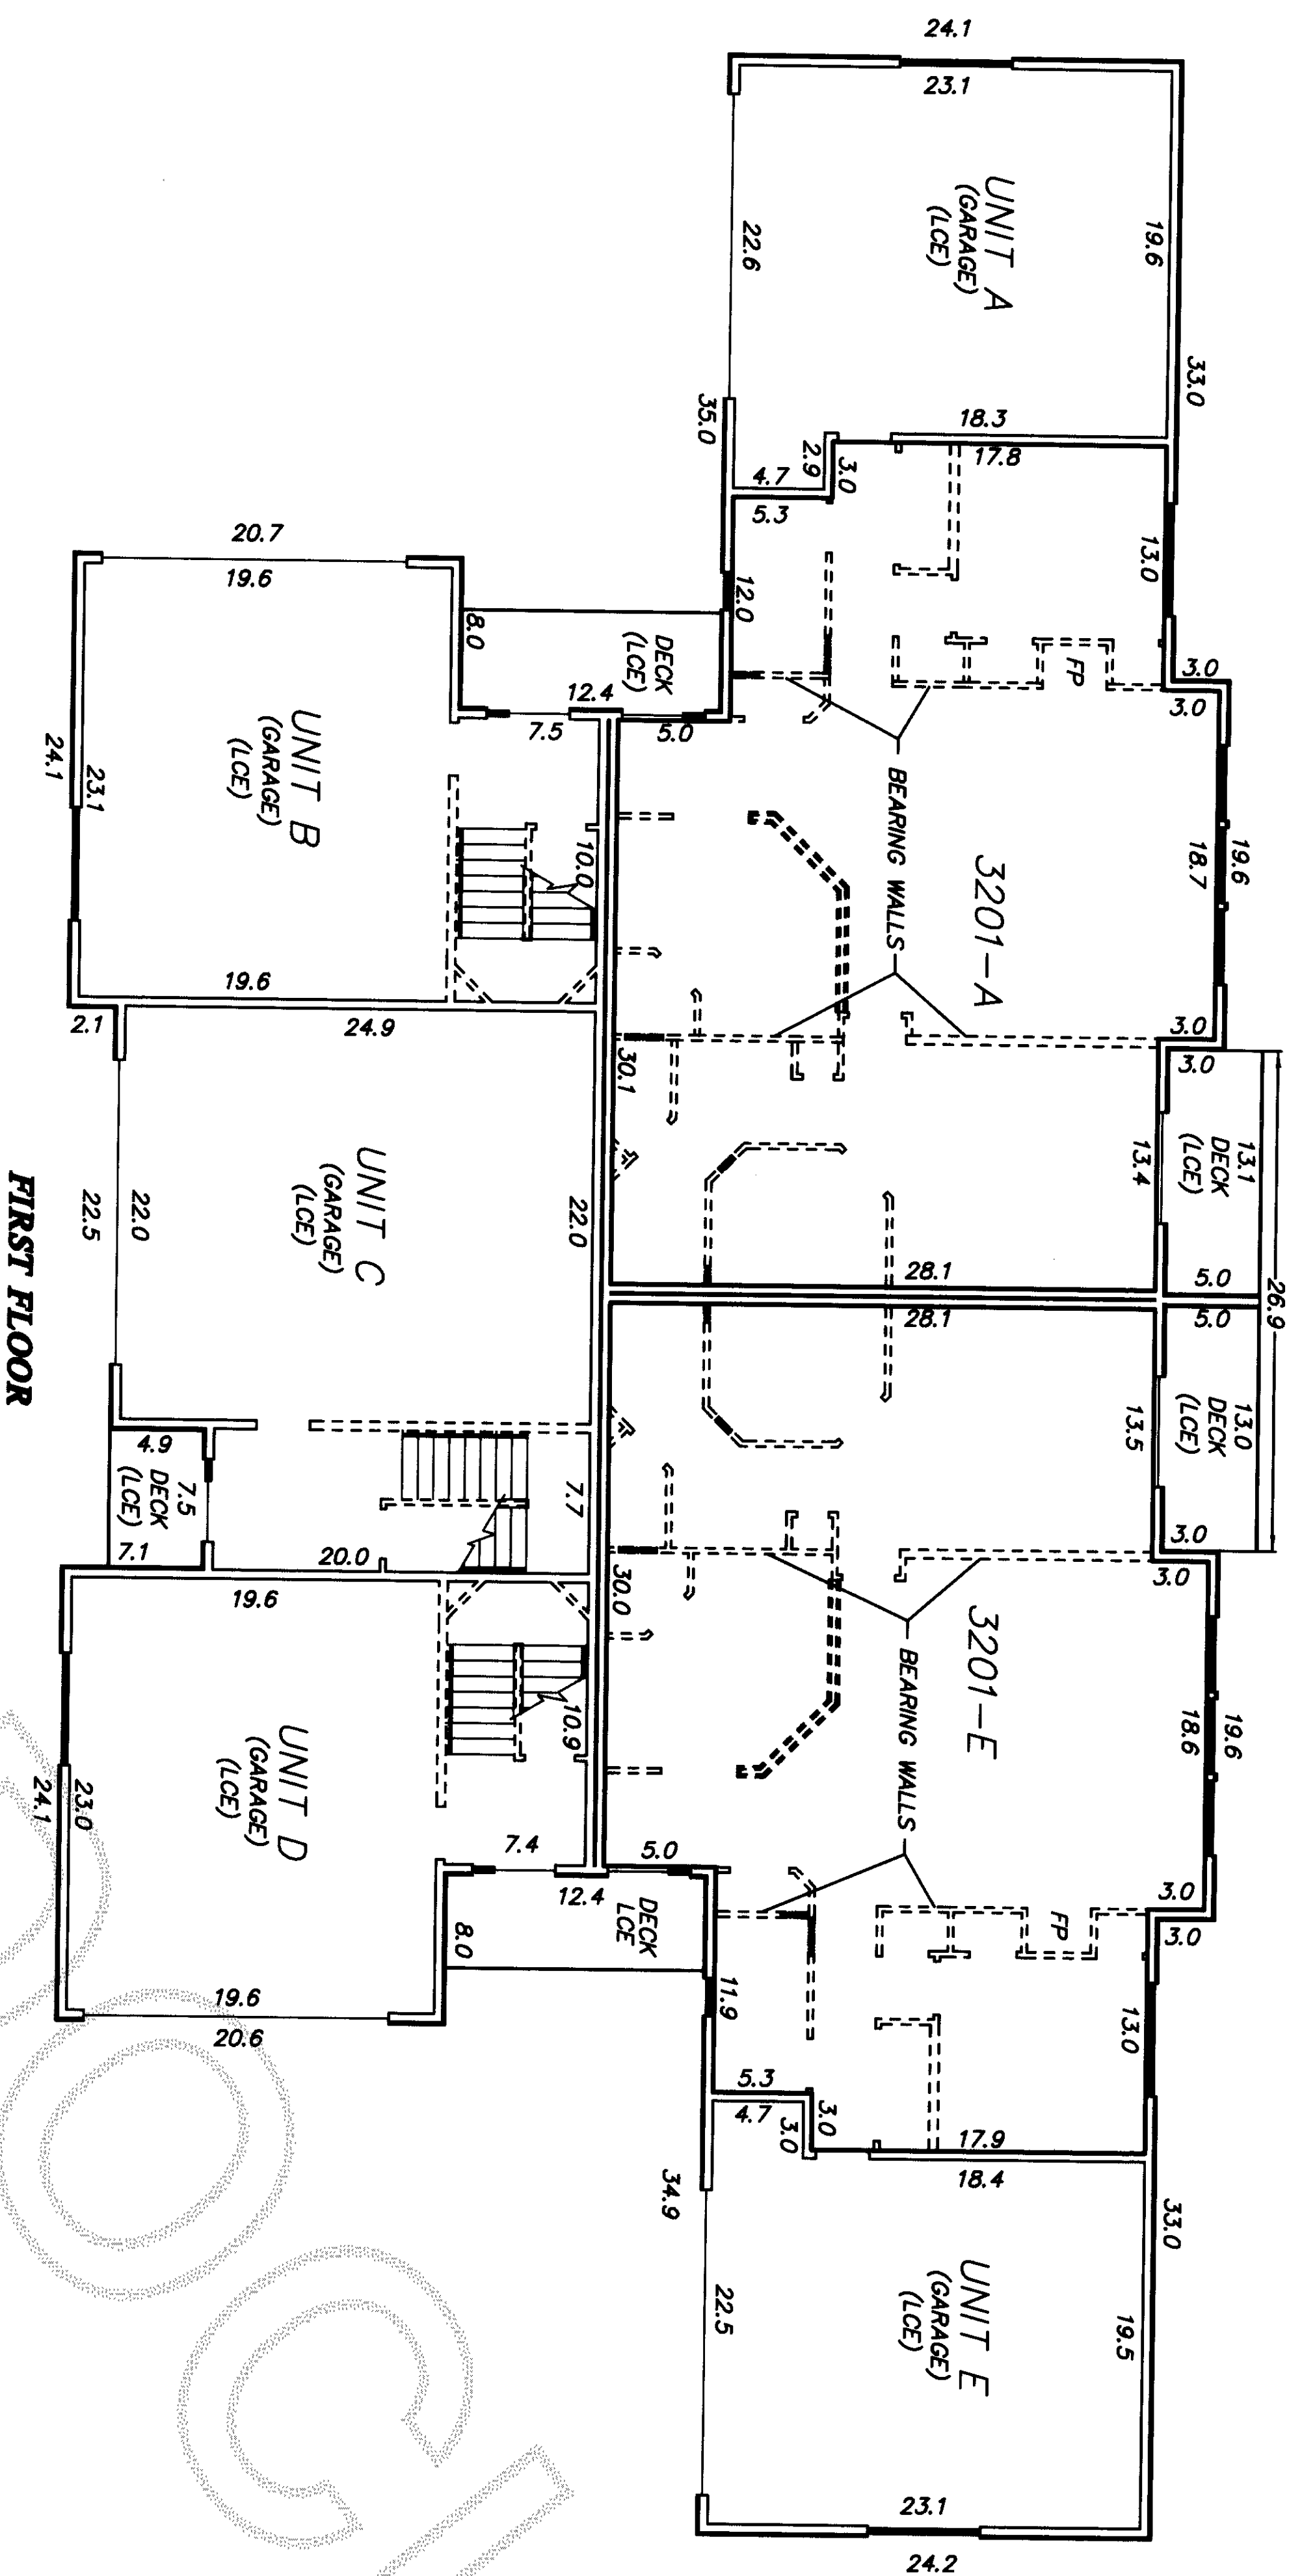 24.1
23.1
UNIT A
(GARAGE)
(LCE)
19.6
22.6
33.0
35.0
18.3
17.8
2.9
3.0
4.7
5.3
13.0
12.0
3.0
3.0
FP
DECK
(LCE)
8.0
12.4
7.5
5.0
20.7
19.6
UNIT B
(GARAGE)
(LCE)
23.1
24.1
10.0
19.6
BEARING WALLS
3201-A
19.6
18.7
3.0
3.0
30.1
2.1
24.9
UNIT C
(GARAGE)
(LCE)
22.0
22.0
22.5
13.1
DECK
(LCE)
13.4
5.0
26.9
28.1
28.1
5.0
13.0
DECK
(LCE)
13.5
3.0
3.0
FIRST FLOOR
4.9
7.5
DECK
(LCE)
7.1
7.7
20.0
30.0
19.6
3201-E
BEARING WALLS
19.6
18.6
10.9
UNIT D
(GARAGE)
(LCE)
23.0
24.1
7.4
5.0
12.4
DECK
LCE
8.0
3.0
3.0
FP
19.6
20.6
11.9
13.0
5.3
4.7
3.0
3.0
17.9
18.4
34.9
33.0
UNIT E
(GARAGE)
(LCE)
22.5
19.5
23.1
24.2